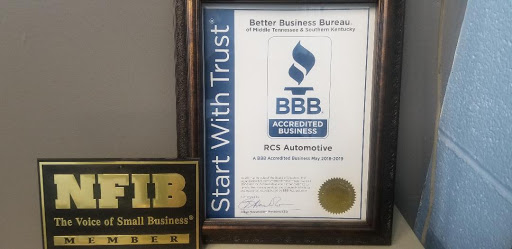 Start With Trust®
Better Business Bureau®
of Middle Tennessee & Southern Kentucky
BBB
ACCREDITED
BUSINESS
RCS Automotive
A BBB Accredited Business May 2018-2019
NFIB
The Voice of Small Business®
MEMBER